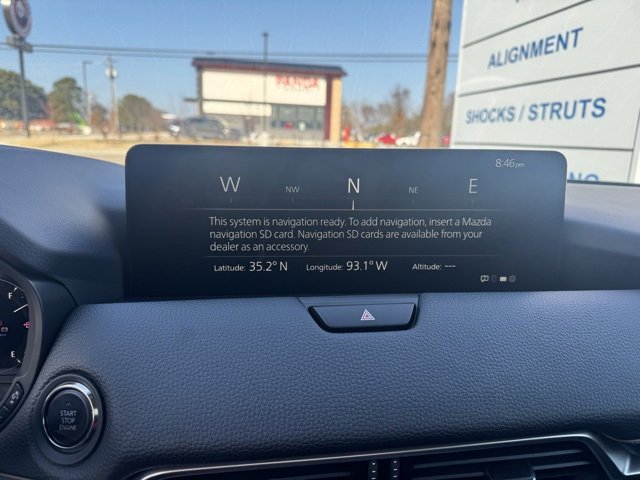 PANDA
ALIGNMENT
SHOCKS / STRUTS
8:46pm
W NW N NE E
This system is navigation ready. To add navigation, insert a Mazda
navigation SD card. Navigation SD cards are available from your
dealer as an accessory.
Latitude: 35.2° N Longitude: 93.1° W Altitude: ---
F
E
START
STOP
ENGINE